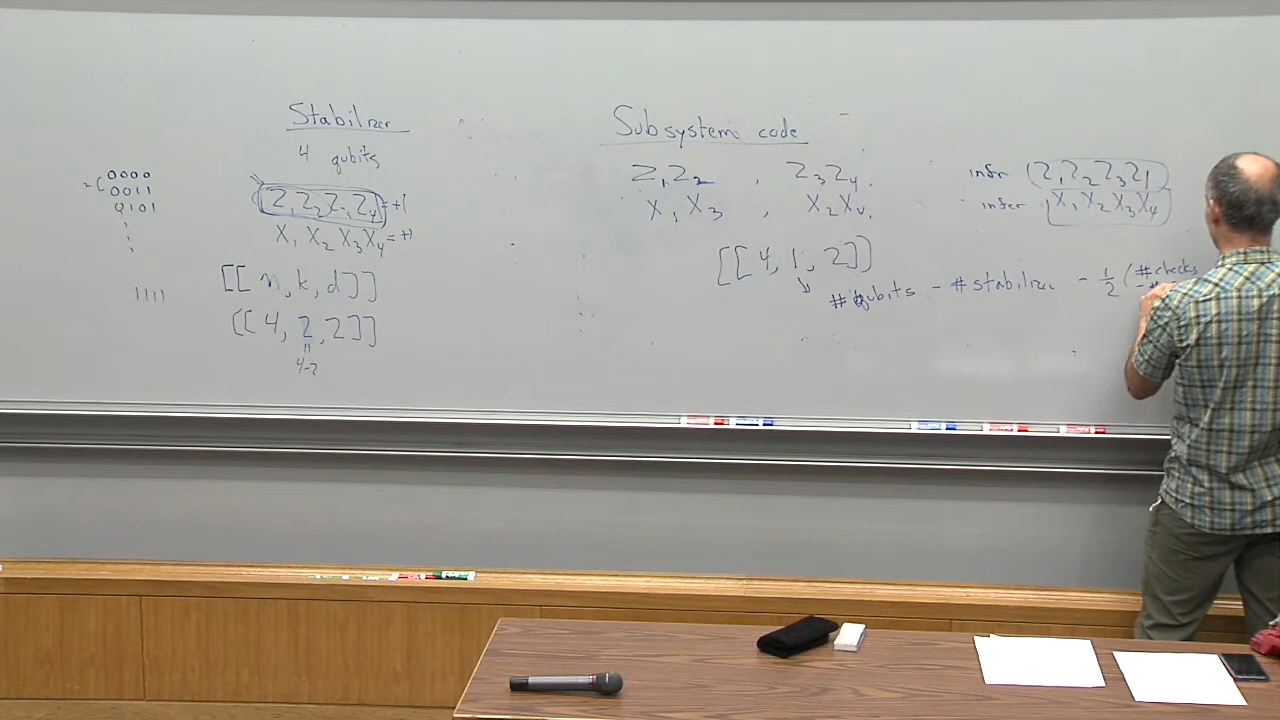 Stabilizer
4 qubits
0000
0011
0101
1111
Z₁Z₂Z₃Z₄ = +1
X₁X₂X₃X₄ = +1
[[n, k, d]]
[[4, 2, 2]]
4-2
Subsystem code
Z₁Z₂ , Z₃Z₄,
X₁X₃ , X₂X₄,
[[4, 1, 2]]
# qubits - # stabilizer - 1/2 (# checks
infer Z₁Z₂Z₃Z₄
infer X₁X₂X₃X₄